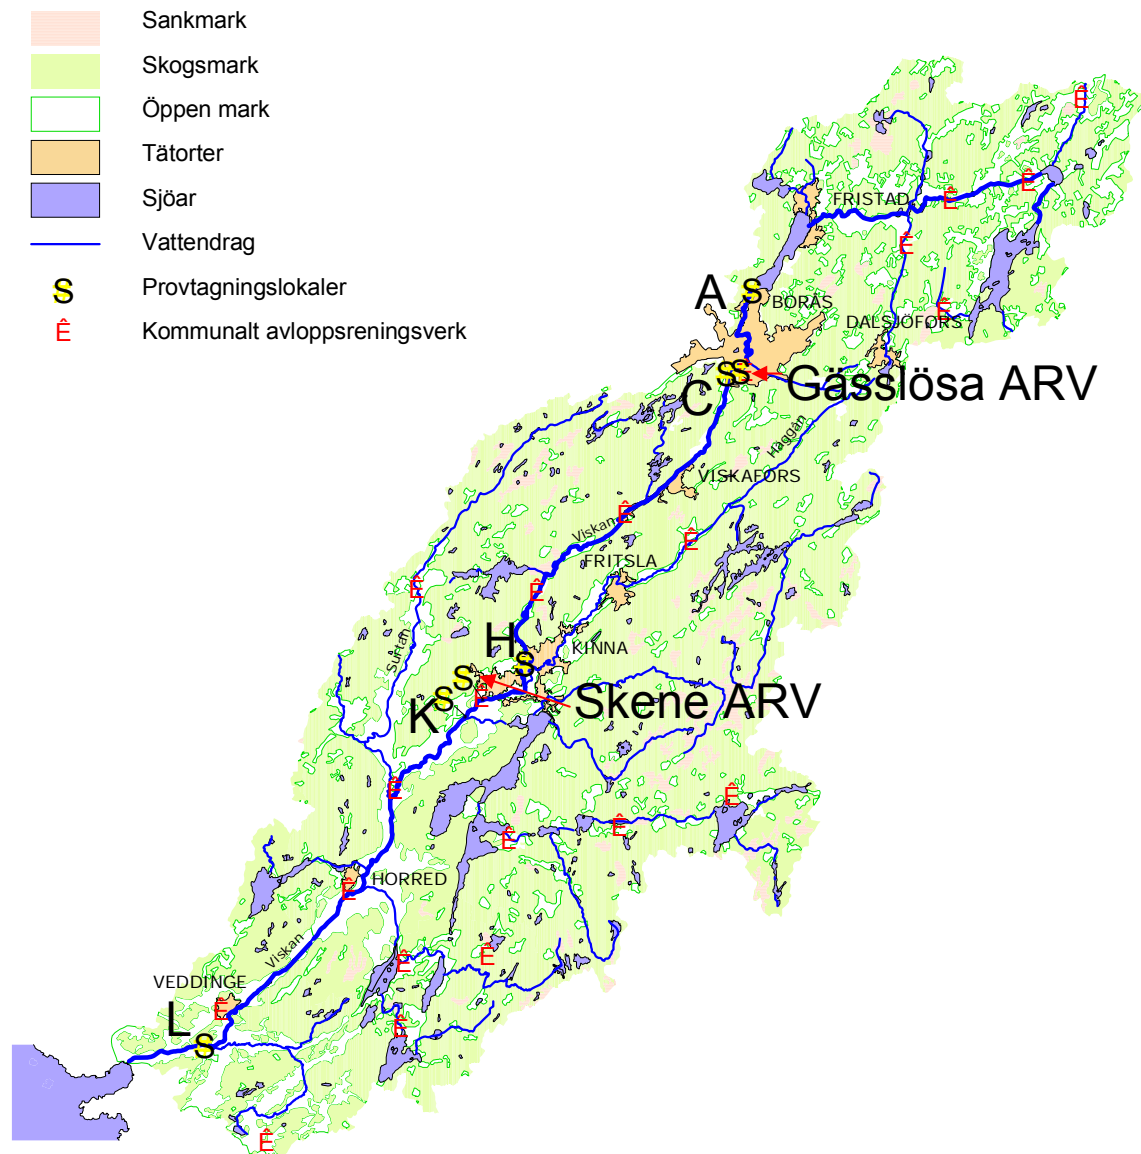 Sankmark
Skogsmark
Öppen mark
Tätorter
Sjöar
Vattendrag
S Provtagningslokaler
Ê Kommunalt avloppsreningsverk
Ê
Ê
FRISTAD
Ê
Ê
A
S
BORÅS
Ê
DALSJÖFORS
S
S
Gässlösa ARV
C
Häggån
VISKAFORS
Ê
Viskan
Ê
FRITSLA
Ê
Ê
Surtan
H
S
KINNA
S
S
Ê
Skene ARV
K
Ê
Ê
Ê
Ê
HORRED
Ê
Viskan
Ê
Ê
VEDDINGE
Ê
L
S
Ê
Ê